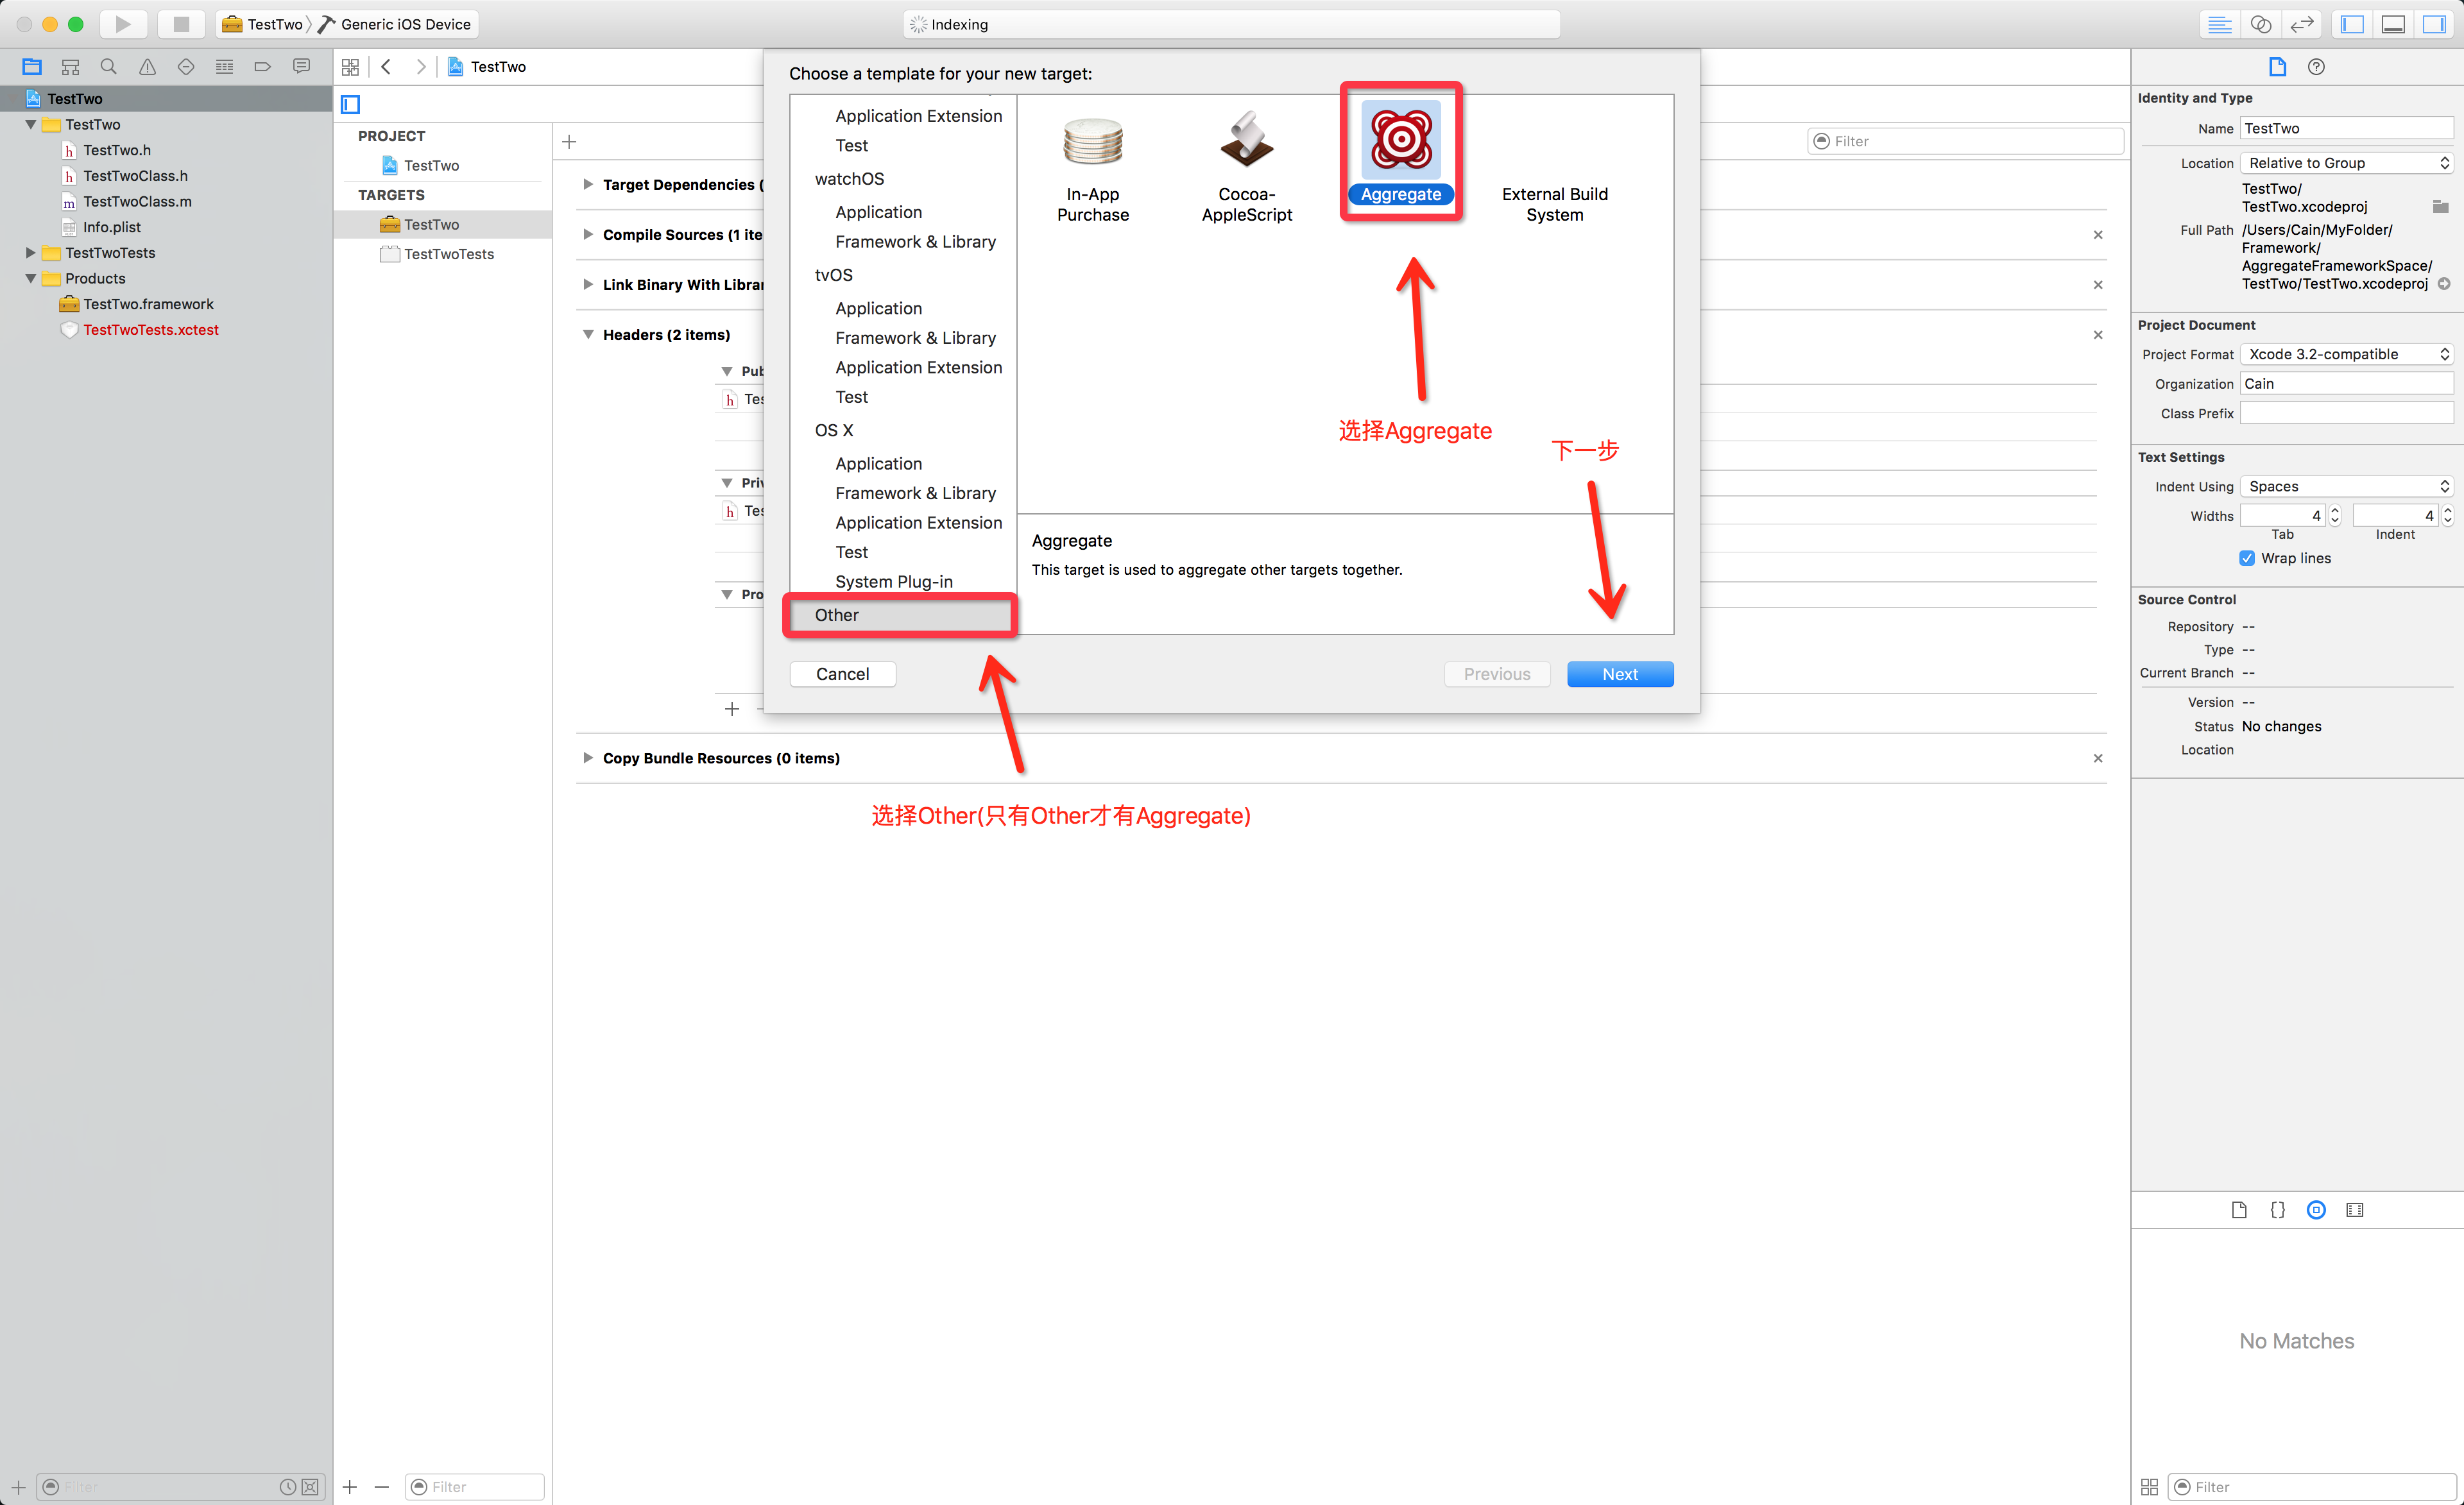 TestTwo
Generic iOS Device
Indexing
TestTwo
TestTwo
TestTwo
TestTwo.h
TestTwoClass.h
TestTwoClass.m
Info.plist
TestTwoTests
Products
TestTwo.framework
TestTwoTests.xctest
Filter
PROJECT
TestTwo
TARGETS
TestTwo
TestTwoTests
Filter
Filter
Target Dependencies (
Compile Sources (1 ite
Link Binary With Librar
Headers (2 items)
Pub
h Tes
Priv
h Tes
Pro
Copy Bundle Resources (0 items)
Choose a template for your new target:
Application Extension
Test
watchOS
Application
Framework & Library
tvOS
Application
Framework & Library
Application Extension
Test
OS X
Application
Framework & Library
Application Extension
Test
System Plug-in
Other
In-App
Purchase
Cocoa-
AppleScript
Aggregate
External Build
System
选择Aggregate
下一步
Aggregate
This target is used to aggregate other targets together.
Cancel
Previous
Next
选择Other(只有Other才有Aggregate)
Identity and Type
Name TestTwo
Location Relative to Group
TestTwo/
TestTwo.xcodeproj
Full Path /Users/Cain/MyFolder/
Framework/
AggregateFrameworkSpace/
TestTwo/TestTwo.xcodeproj
Project Document
Project Format Xcode 3.2-compatible
Organization Cain
Class Prefix
Text Settings
Indent Using Spaces
Widths 4 4
Tab Indent
Wrap lines
Source Control
Repository --
Type --
Current Branch --
Version --
Status No changes
Location
No Matches
Filter